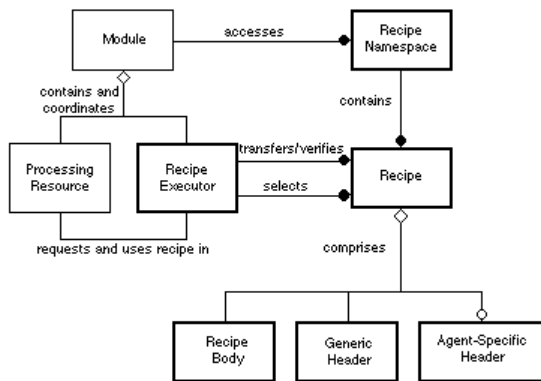 Module
accesses
Recipe
Namespace
contains and
coordinates
contains
Processing
Resource
Recipe
Executor
transfers/verifies
selects
Recipe
requests and uses recipe in
comprises
Recipe
Body
Generic
Header
Agent-Specific
Header